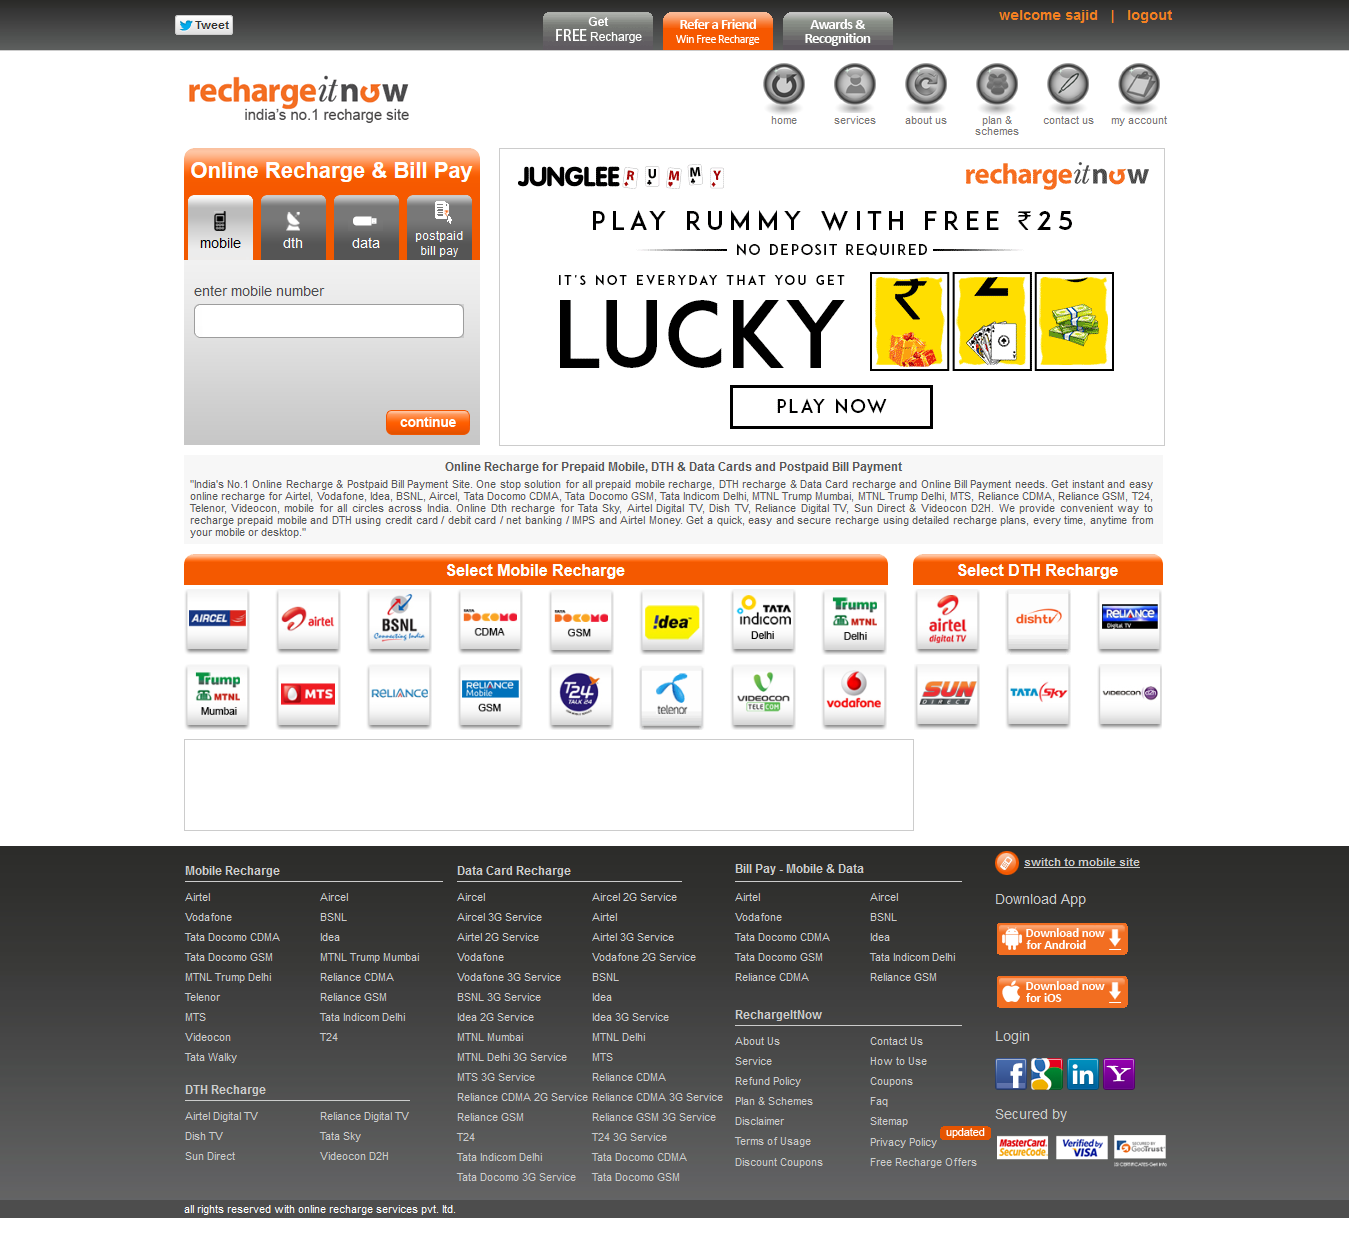 Tweet
Get
FREE Recharge
Refer a Friend
Win Free Recharge
Awards &
Recognition
welcome sajid | logout
rechargeitnow
india's no.1 recharge site
home
services
about us
plan &
schemes
contact us
my account
Online Recharge & Bill Pay
mobile
dth
data
postpaid
bill pay
enter mobile number
continue
JUNGLEE RUMMY
rechargeitnow
PLAY RUMMY WITH FREE ₹25
NO DEPOSIT REQUIRED
IT'S NOT EVERYDAY THAT YOU GET
LUCKY
PLAY NOW
Online Recharge for Prepaid Mobile, DTH & Data Cards and Postpaid Bill Payment
"India's No.1 Online Recharge & Postpaid Bill Payment Site. One stop solution for all prepaid mobile recharge, DTH recharge & Data Card recharge and Online Bill Payment needs. Get instant and easy
online recharge for Airtel, Vodafone, Idea, BSNL, Aircel, Tata Docomo CDMA, Tata Docomo GSM, Tata Indicom Delhi, MTNL Trump Mumbai, MTNL Trump Delhi, MTS, Reliance CDMA, Reliance GSM, T24,
Telenor, Videocon, mobile for all circles across India. Online Dth recharge for Tata Sky, Airtel Digital TV, Dish TV, Reliance Digital TV, Sun Direct & Videocon D2H. We provide convenient way to
recharge prepaid mobile and DTH using credit card / debit card / net banking / IMPS and Airtel Money. Get a quick, easy and secure recharge using detailed recharge plans, every time, anytime from
your mobile or desktop."
Select Mobile Recharge
Select DTH Recharge
AIRCEL
airtel
BSNL
Connecting India
TATA
DOCOMO
CDMA
TATA
DOCOMO
GSM
!dea
TATA
indicom
Delhi
Trump
MTNL
Delhi
airtel
digital TV
dishtv
RELIANCE
Digital TV
Trump
MTNL
Mumbai
MTS
RELIANCE
RELIANCE
Mobile
GSM
T24
TALK 24
telenor
VIDEOCON
TELECOM
vodafone
SUN
DIRECT
TATA Sky
VIDEOCON d2h
Mobile Recharge
Airtel Aircel
Vodafone BSNL
Tata Docomo CDMA Idea
Tata Docomo GSM MTNL Trump Mumbai
MTNL Trump Delhi Reliance CDMA
Telenor Reliance GSM
MTS Tata Indicom Delhi
Videocon T24
Tata Walky
DTH Recharge
Airtel Digital TV Reliance Digital TV
Dish TV Tata Sky
Sun Direct Videocon D2H
Data Card Recharge
Aircel Aircel 2G Service
Aircel 3G Service Airtel
Airtel 2G Service Airtel 3G Service
Vodafone Vodafone 2G Service
Vodafone 3G Service BSNL
BSNL 3G Service Idea
Idea 2G Service Idea 3G Service
MTNL Mumbai MTNL Delhi
MTNL Delhi 3G Service MTS
MTS 3G Service Reliance CDMA
Reliance CDMA 2G Service Reliance CDMA 3G Service
Reliance GSM Reliance GSM 3G Service
T24 T24 3G Service
Tata Indicom Delhi Tata Docomo CDMA
Tata Docomo 3G Service Tata Docomo GSM
Bill Pay - Mobile & Data
Airtel Aircel
Vodafone BSNL
Tata Docomo CDMA Idea
Tata Docomo GSM Tata Indicom Delhi
Reliance CDMA Reliance GSM
RechargeItNow
About Us Contact Us
Service How to Use
Refund Policy Coupons
Plan & Schemes Faq
Disclaimer Sitemap
Terms of Usage Privacy Policy updated
Discount Coupons Free Recharge Offers
switch to mobile site
Download App
Download now
for Android
Download now
for iOS
Login
f g in Y
Secured by
MasterCard.
SecureCode.
Verified by
VISA
SECURED BY
GeoTrust
all rights reserved with online recharge services pvt. ltd.